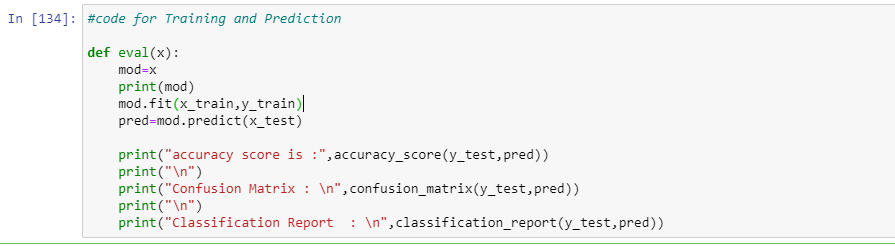 In [134]: #code for Training and Prediction
def eval(x):
    mod=x
    print(mod)
    mod.fit(x_train,y_train)
    pred=mod.predict(x_test)
    print("accuracy score is :",accuracy_score(y_test,pred))
    print("\n")
    print("Confusion Matrix : \n",confusion_matrix(y_test,pred))
    print("\n")
    print("Classification Report  : \n",classification_report(y_test,pred))